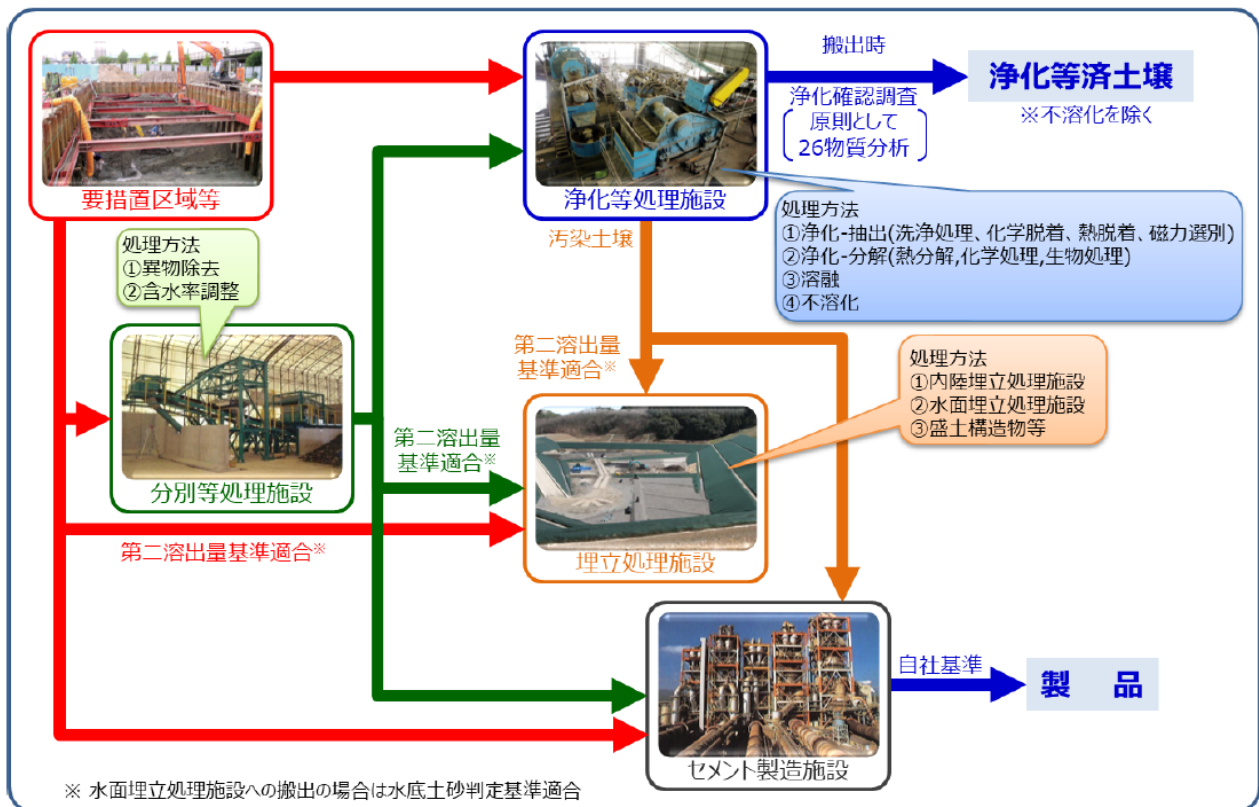 要措置区域等
浄化等処理施設
搬出時
浄化確認調査
原則として
26物質分析
浄化等済土壌
※不溶化を除く
処理方法
①浄化-抽出(洗浄処理、化学脱着、熱脱着、磁力選別)
②浄化-分解(熱分解,化学処理,生物処理)
③溶融
④不溶化
処理方法
①異物除去
②含水率調整
汚染土壌
分別等処理施設
第二溶出量
基準適合※
第二溶出量
基準適合※
第二溶出量基準適合※
処理方法
①内陸埋立処理施設
②水面埋立処理施設
③盛土構造物等
埋立処理施設
セメント製造施設
自社基準
製 品
※ 水面埋立処理施設への搬出の場合は水底土砂判定基準適合